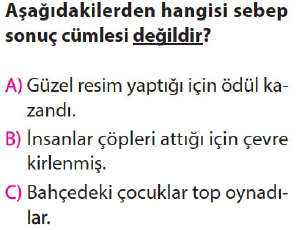 Aşağıdakilerden hangisi sebep
sonuç cümlesi değildir?
A) Güzel resim yaptığı için ödül ka-
zandı.
B) İnsanlar çöpleri attığı için çevre
kirlenmiş.
C) Bahçedeki çocuklar top oynadı-
lar.